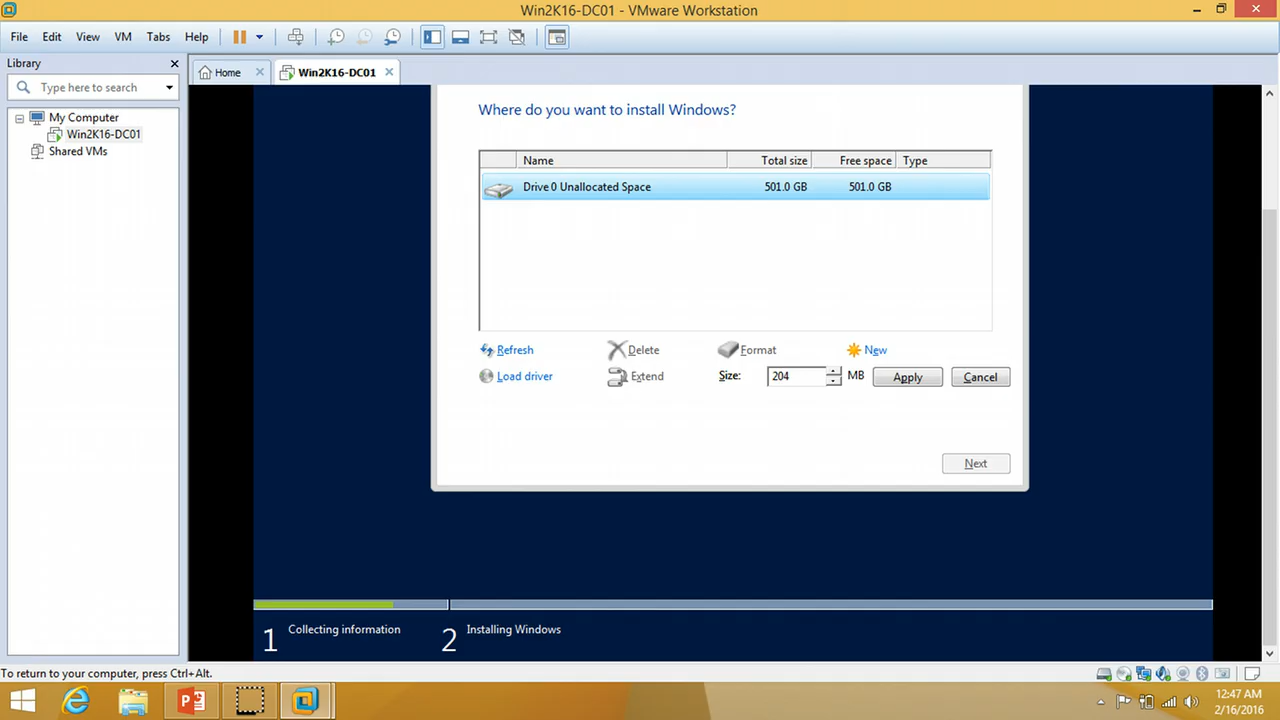 Win2K16-DC01 - VMware Workstation
File Edit View VM Tabs Help
Library
Type here to search
My Computer
Win2K16-DC01
Shared VMs
Home
Win2K16-DC01
Where do you want to install Windows?
Name Total size Free space Type
Drive 0 Unallocated Space 501.0 GB 501.0 GB
Refresh Delete Format New
Load driver Extend Size: 204 MB Apply Cancel
Next
1 Collecting information 2 Installing Windows
To return to your computer, press Ctrl+Alt.
12:47 AM
2/16/2016